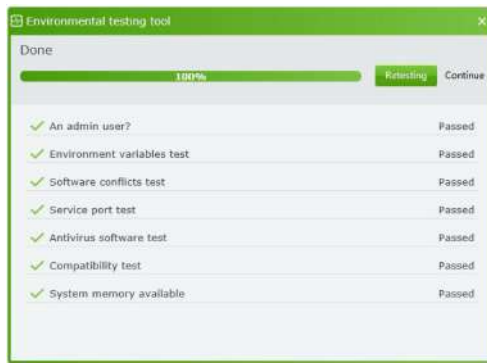 Environmental testing tool
Done
100%
Retesting Continue
An admin user? Passed
Environment variables test Passed
Software conflicts test Passed
Service port test Passed
Antivirus software test Passed
Compatibility test Passed
System memory available Passed